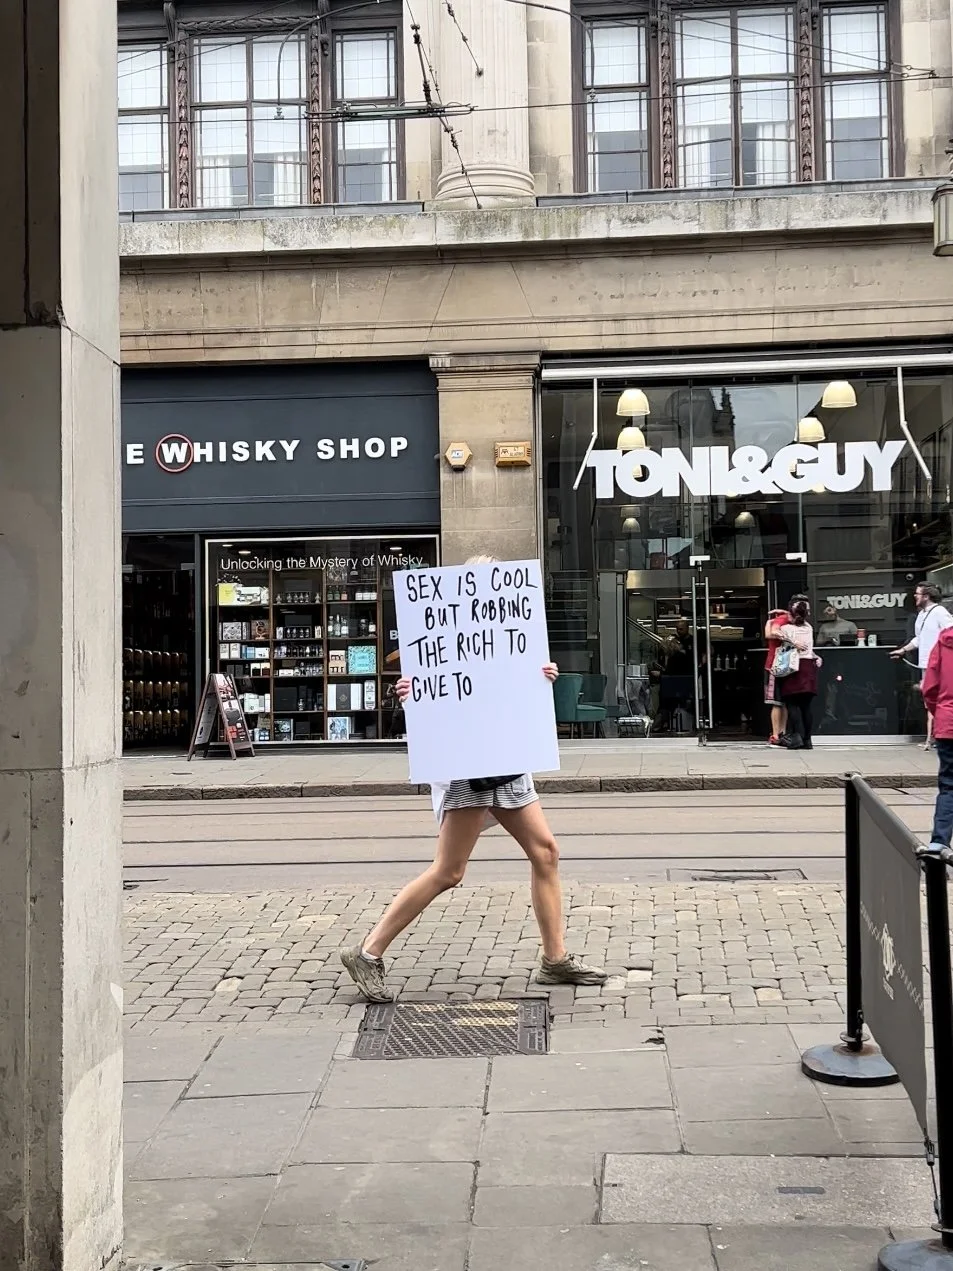 E WHISKY SHOP
TONI&GUY
Unlocking the Mystery of Whisky
SEX IS COOL
BUT ROBBING
THE RICH TO
GIVE TO
TONI&GUY